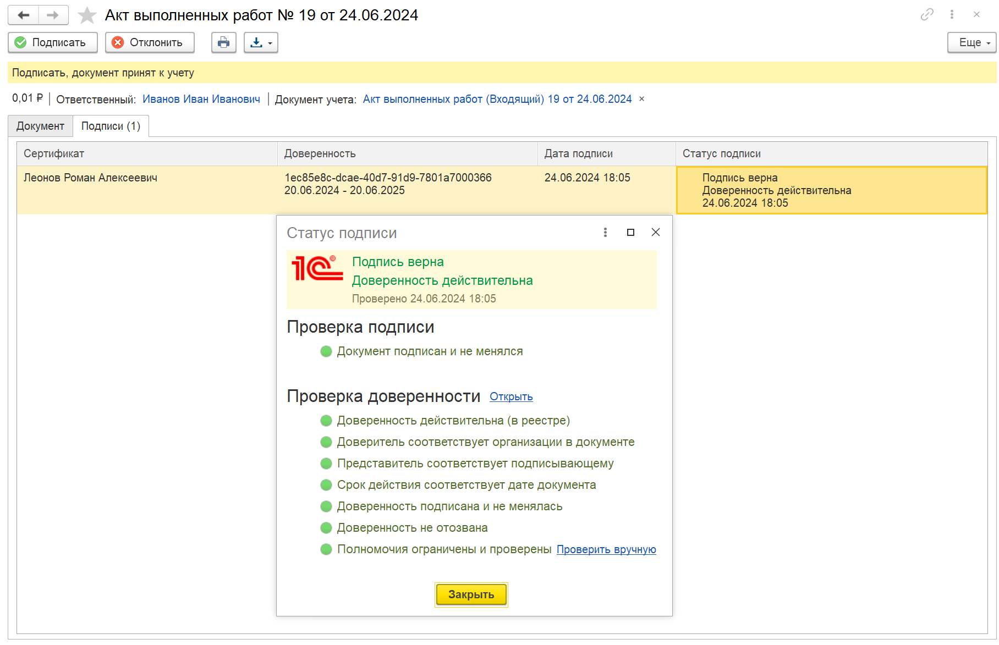 Акт выполненных работ № 19 от 24.06.2024
Подписать
Отклонить
Еще
Подписать, документ принят к учету
0,01 ₽ | Ответственный: Иванов Иван Иванович | Документ учета: Акт выполненных работ (Входящий) 19 от 24.06.2024 ×
Документ
Подписи (1)
Сертификат
Доверенность
Дата подписи
Статус подписи
Леонов Роман Алексеевич
1ec85e8c-dcae-40d7-91d9-7801a7000366
20.06.2024 - 20.06.2025
24.06.2024 18:05
Подпись верна
Доверенность действительна
24.06.2024 18:05
Статус подписи
1С®
Подпись верна
Доверенность действительна
Проверено 24.06.2024 18:05
Проверка подписи
Документ подписан и не менялся
Проверка доверенности Открыть
Доверенность действительна (в реестре)
Доверитель соответствует организации в документе
Представитель соответствует подписывающему
Срок действия соответствует дате документа
Доверенность подписана и не менялась
Доверенность не отозвана
Полномочия ограничены и проверены Проверить вручную
Закрыть